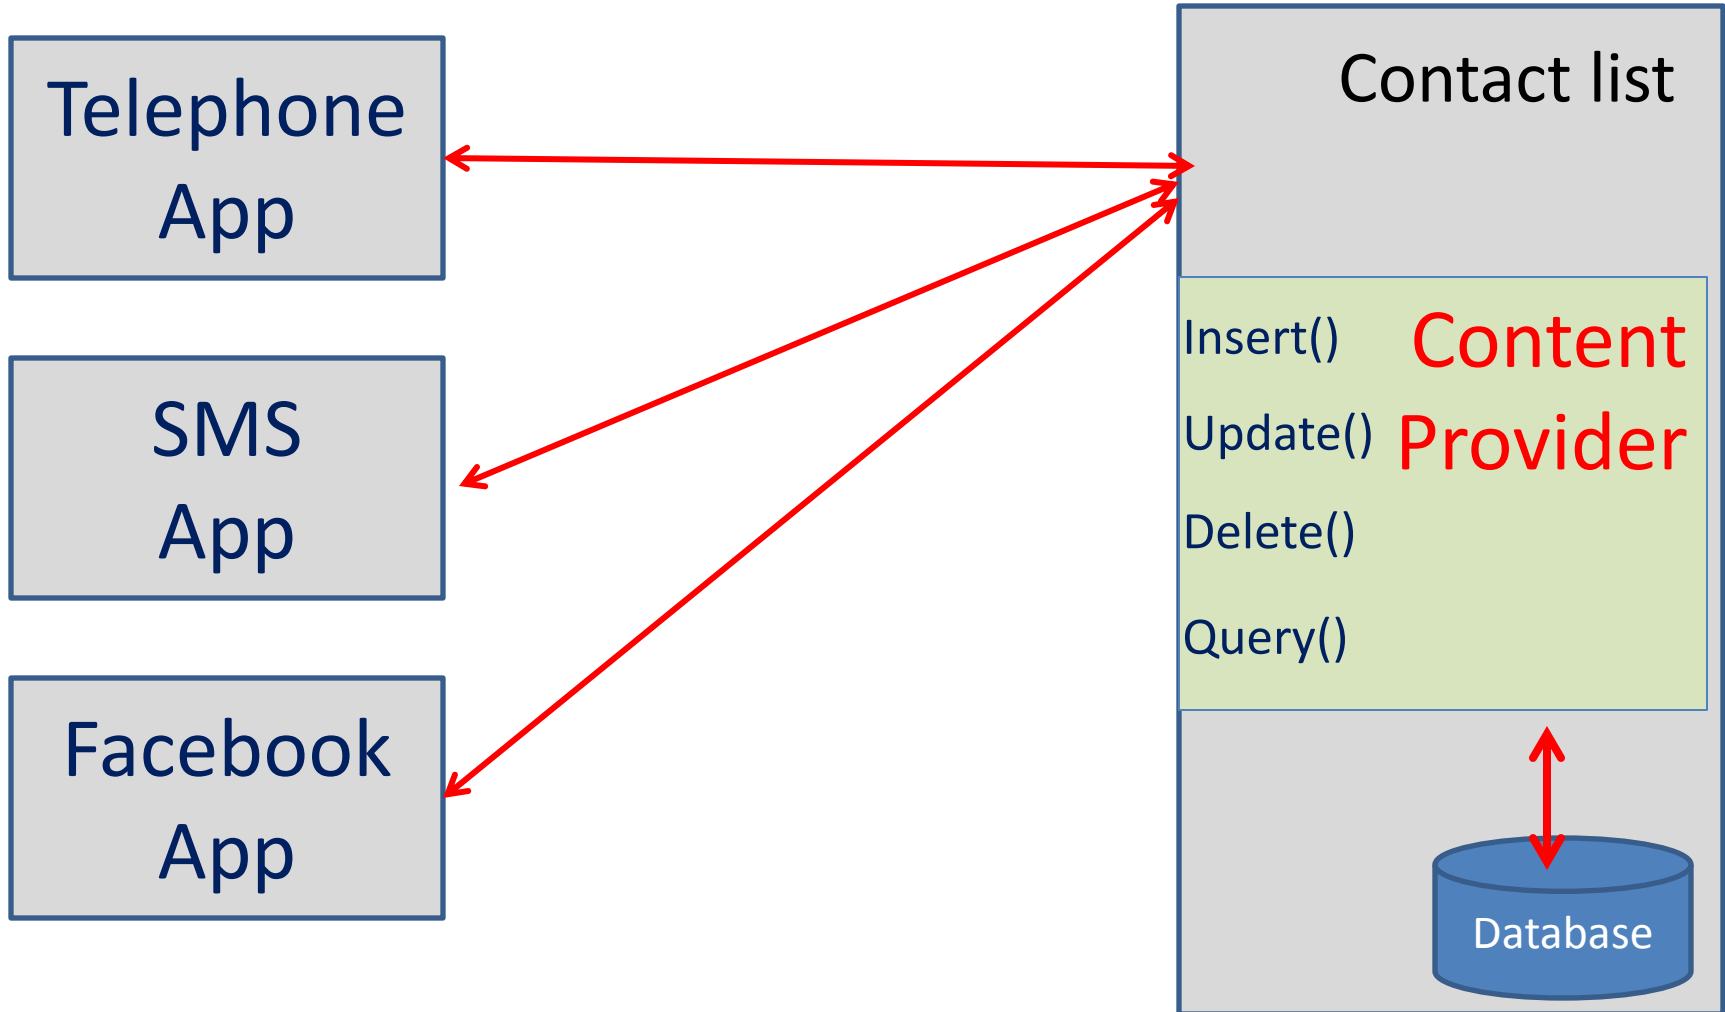 Telephone
App
SMS
App
Facebook
App
Contact list
Insert()
Content
Update()
Provider
Delete()
Query()
Database